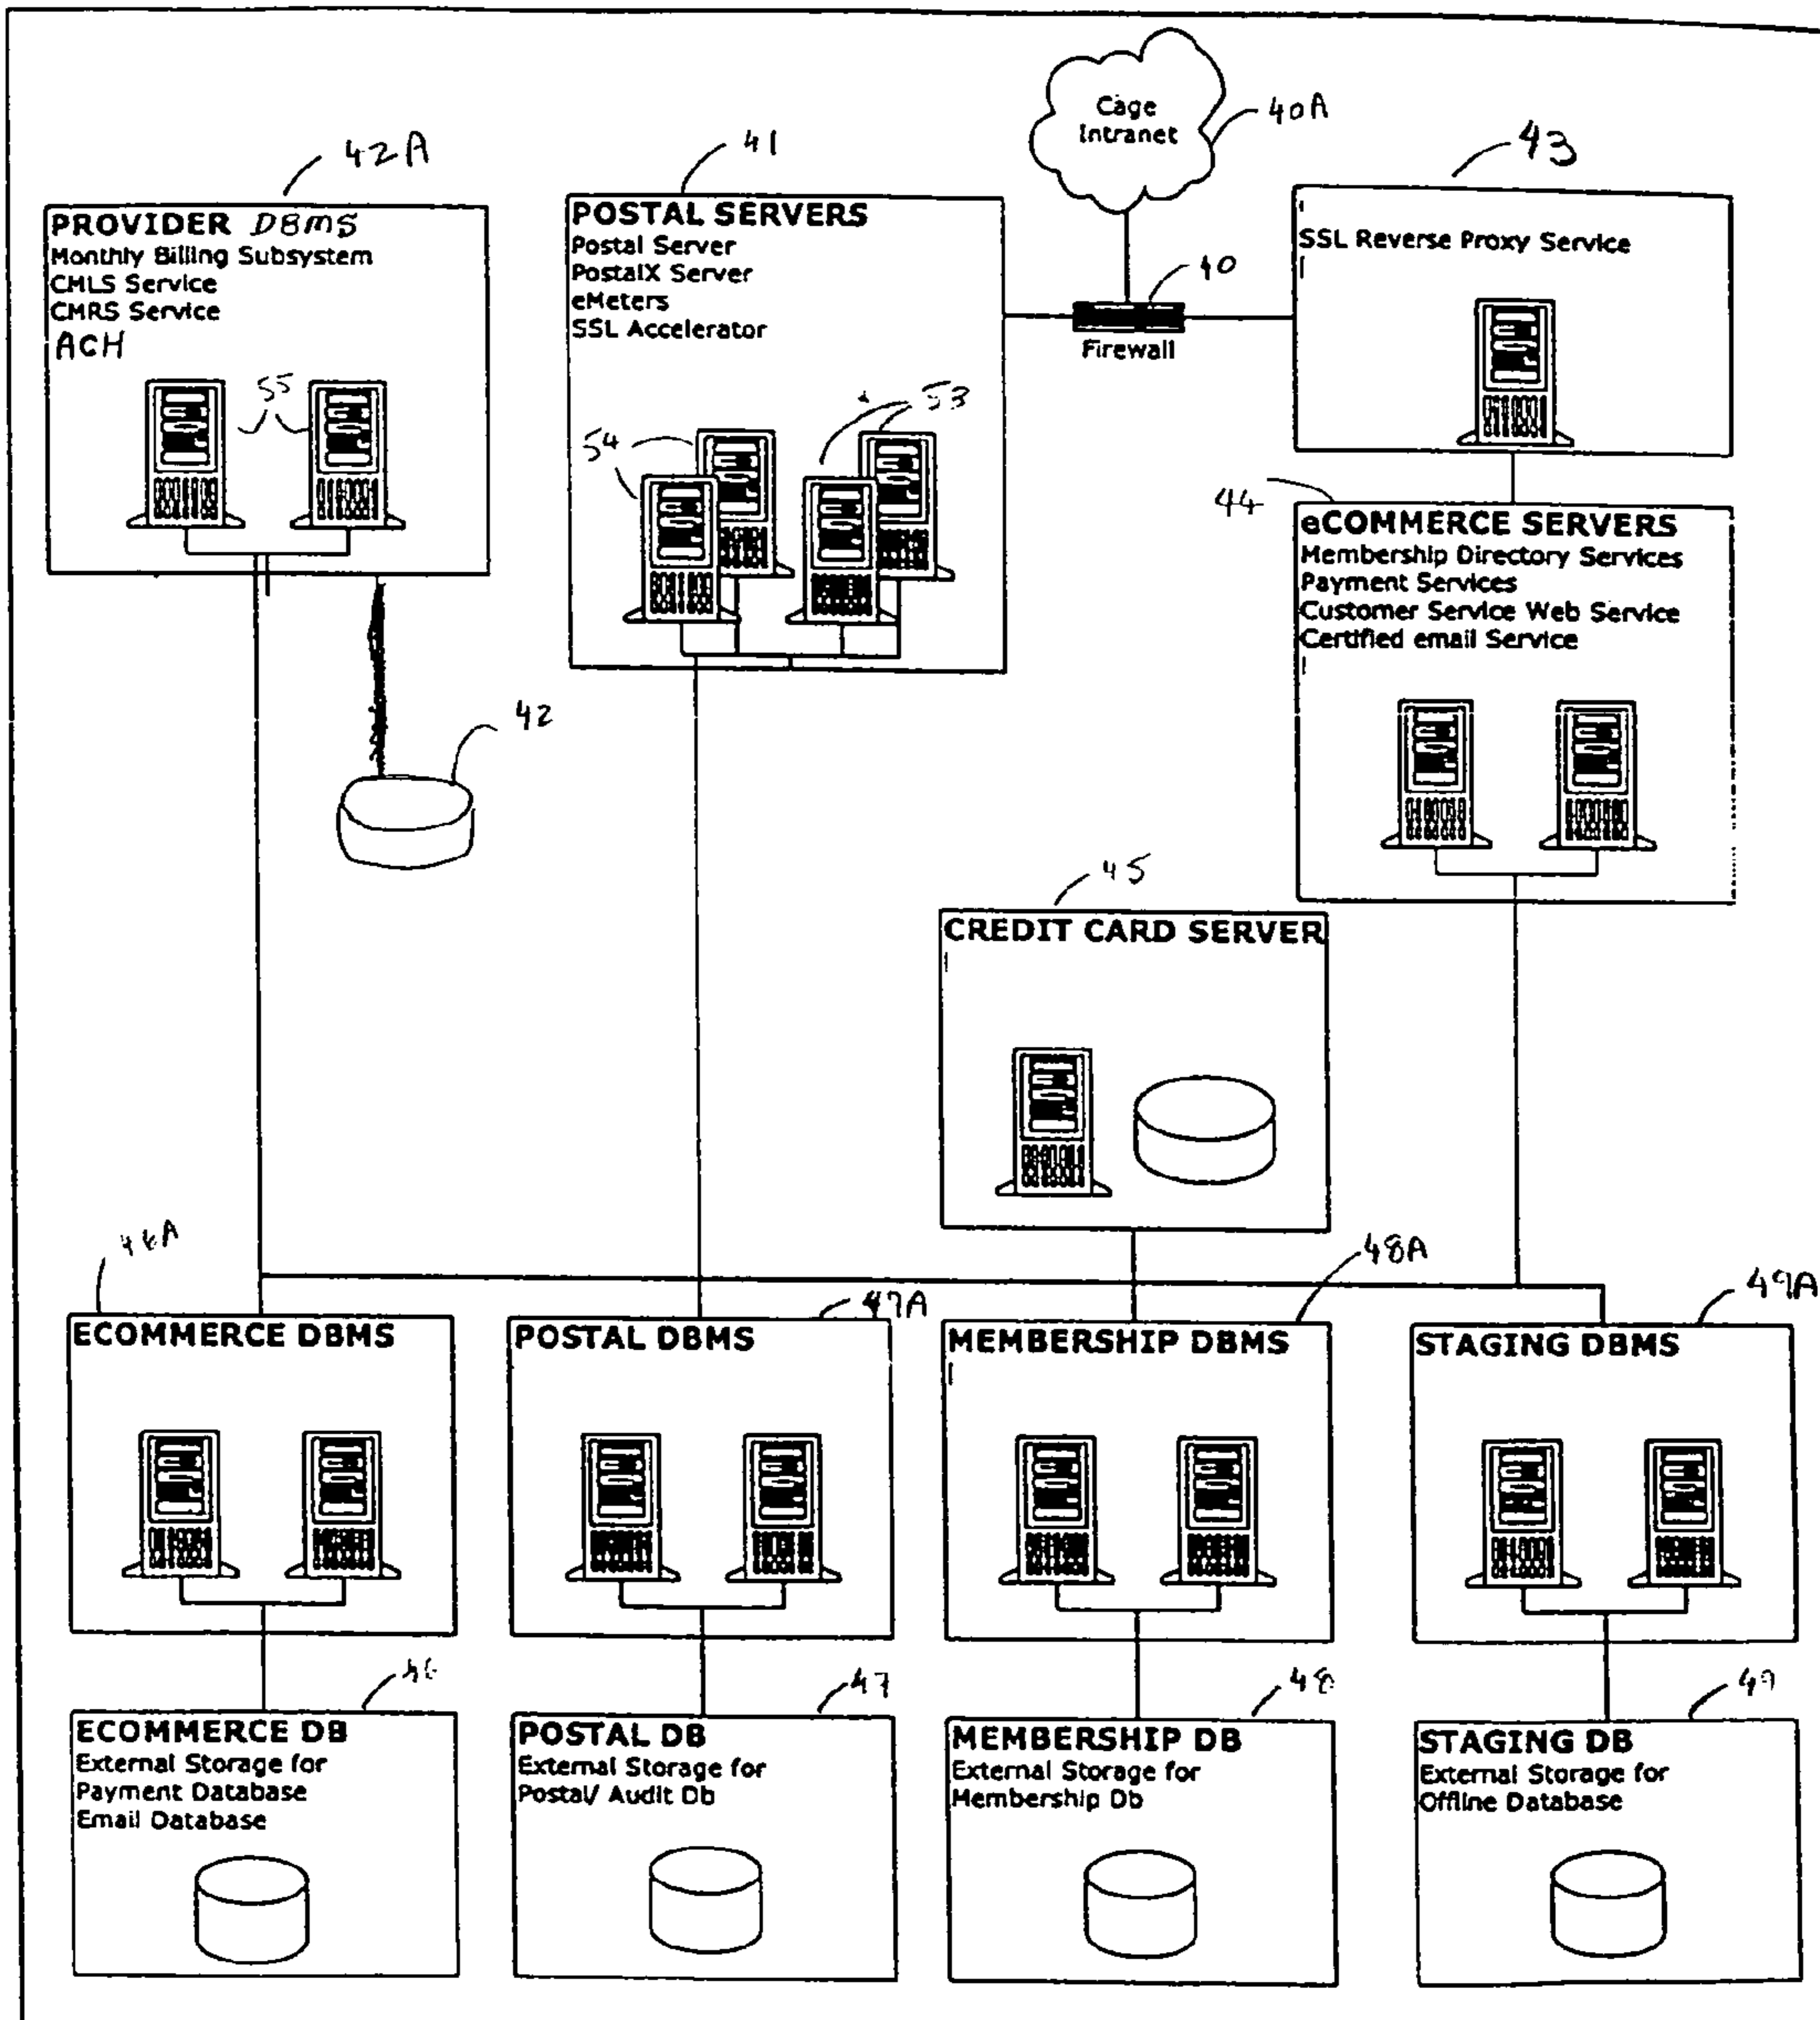 Cage
Intranet
40A
42A
41
43
PROVIDER DBMS
Monthly Billing Subsystem
CMLS Service
CMRS Service
ACH
55
POSTAL SERVERS
Postal Server
PostalX Server
eMeters
SSL Accelerator
54
53
40
Firewall
SSL Reverse Proxy Service
44
eCOMMERCE SERVERS
Membership Directory Services
Payment Services
Customer Service Web Service
Certified email Service
42
45
CREDIT CARD SERVER
46A
47A
48A
49A
ECOMMERCE DBMS
POSTAL DBMS
MEMBERSHIP DBMS
STAGING DBMS
46
47
48
49
ECOMMERCE DB
External Storage for
Payment Database
Email Database
POSTAL DB
External Storage for
Postal/ Audit Db
MEMBERSHIP DB
External Storage for
Membership Db
STAGING DB
External Storage for
Offline Database